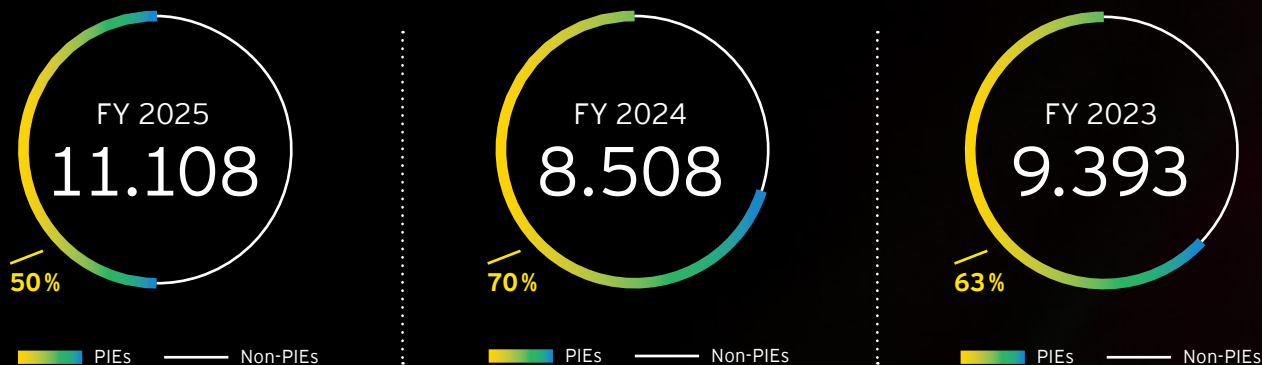 FY 2025
11.108
50%
PIEs
Non-PIEs
FY 2024
8.508
70%
PIEs
Non-PIEs
FY 2023
9.393
63%
PIEs
Non-PIEs